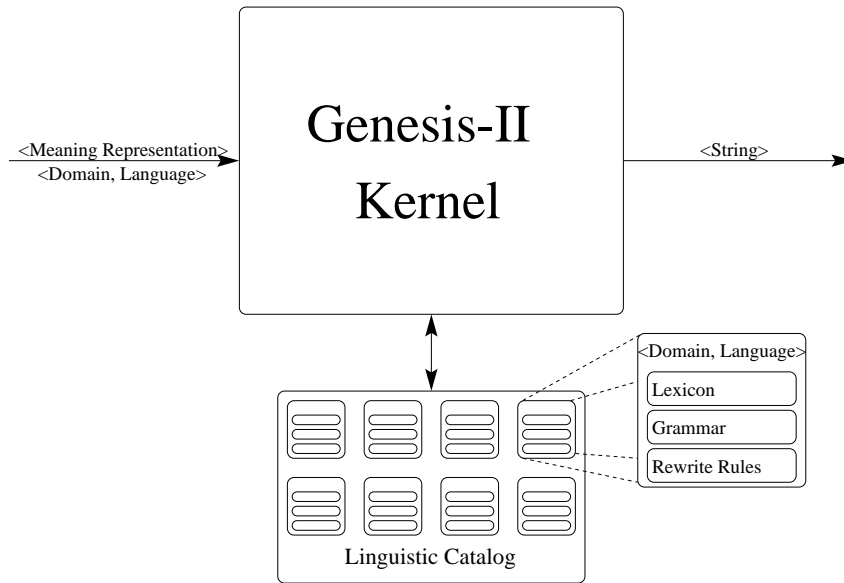 Genesis-II
Kernel
<Meaning Representation>
<Domain, Language>
<String>
<Domain, Language>
Lexicon
Grammar
Rewrite Rules
Linguistic Catalog